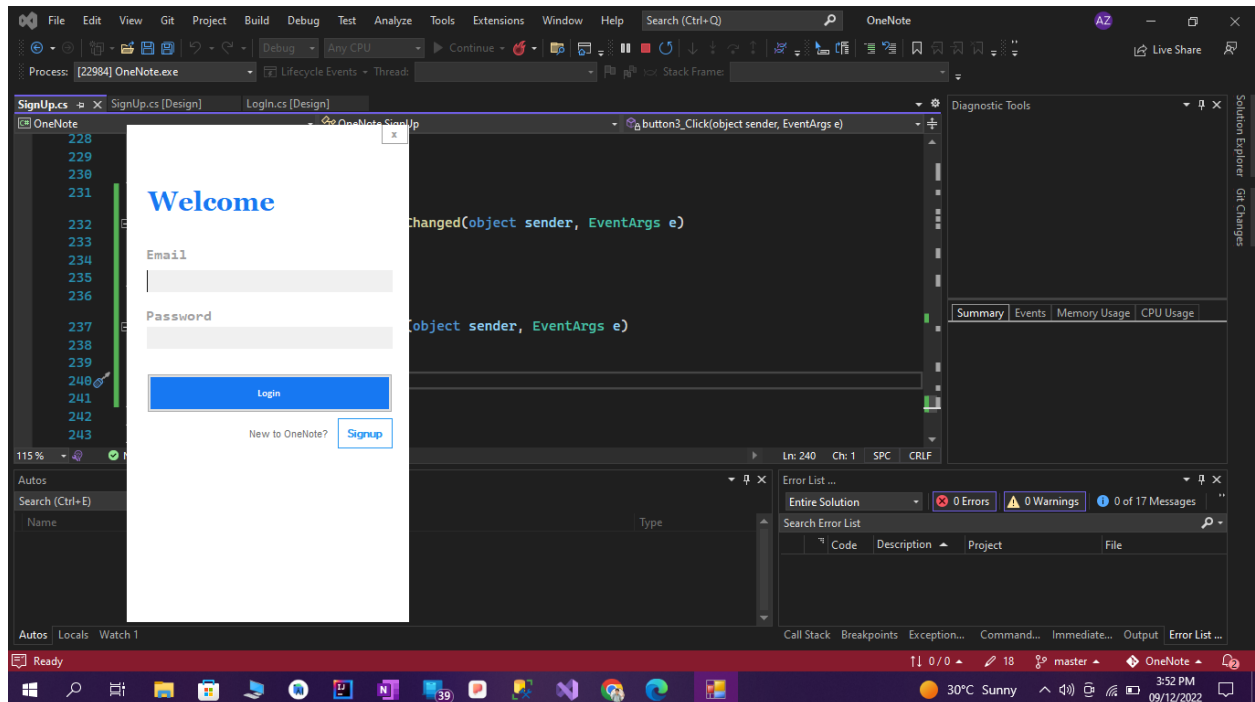 File Edit View Git Project Build Debug Test Analyze Tools Extensions Window Help Search (Ctrl+Q) OneNote AZ
Debug Any CPU Continue Live Share
Process: [22984] OneNote.exe Lifecycle Events Thread: Stack Frame:
SignUp.cs SignUp.cs [Design] LogIn.cs [Design]
C# OneNote OneNote.SignUp button3_Click(object sender, EventArgs e)
x
228
229
230
231
232 Changed(object sender, EventArgs e)
233
234
235
236
237 (object sender, EventArgs e)
238
239
240
241
242
243
Welcome
Email
Password
Login
New to OneNote? Signup
115 % Ln: 240 Ch: 1 SPC CRLF
Diagnostic Tools
Summary Events Memory Usage CPU Usage
Solution Explorer
Git Changes
Autos
Search (Ctrl+E)
Name Type
Autos Locals Watch 1
Error List ...
Entire Solution 0 Errors 0 Warnings 0 of 17 Messages
Search Error List
Code Description Project File
Call Stack Breakpoints Exception... Command... Immediate... Output Error List ...
Ready 0 / 0 18 master OneNote 2
39 30°C Sunny 3:52 PM
09/12/2022